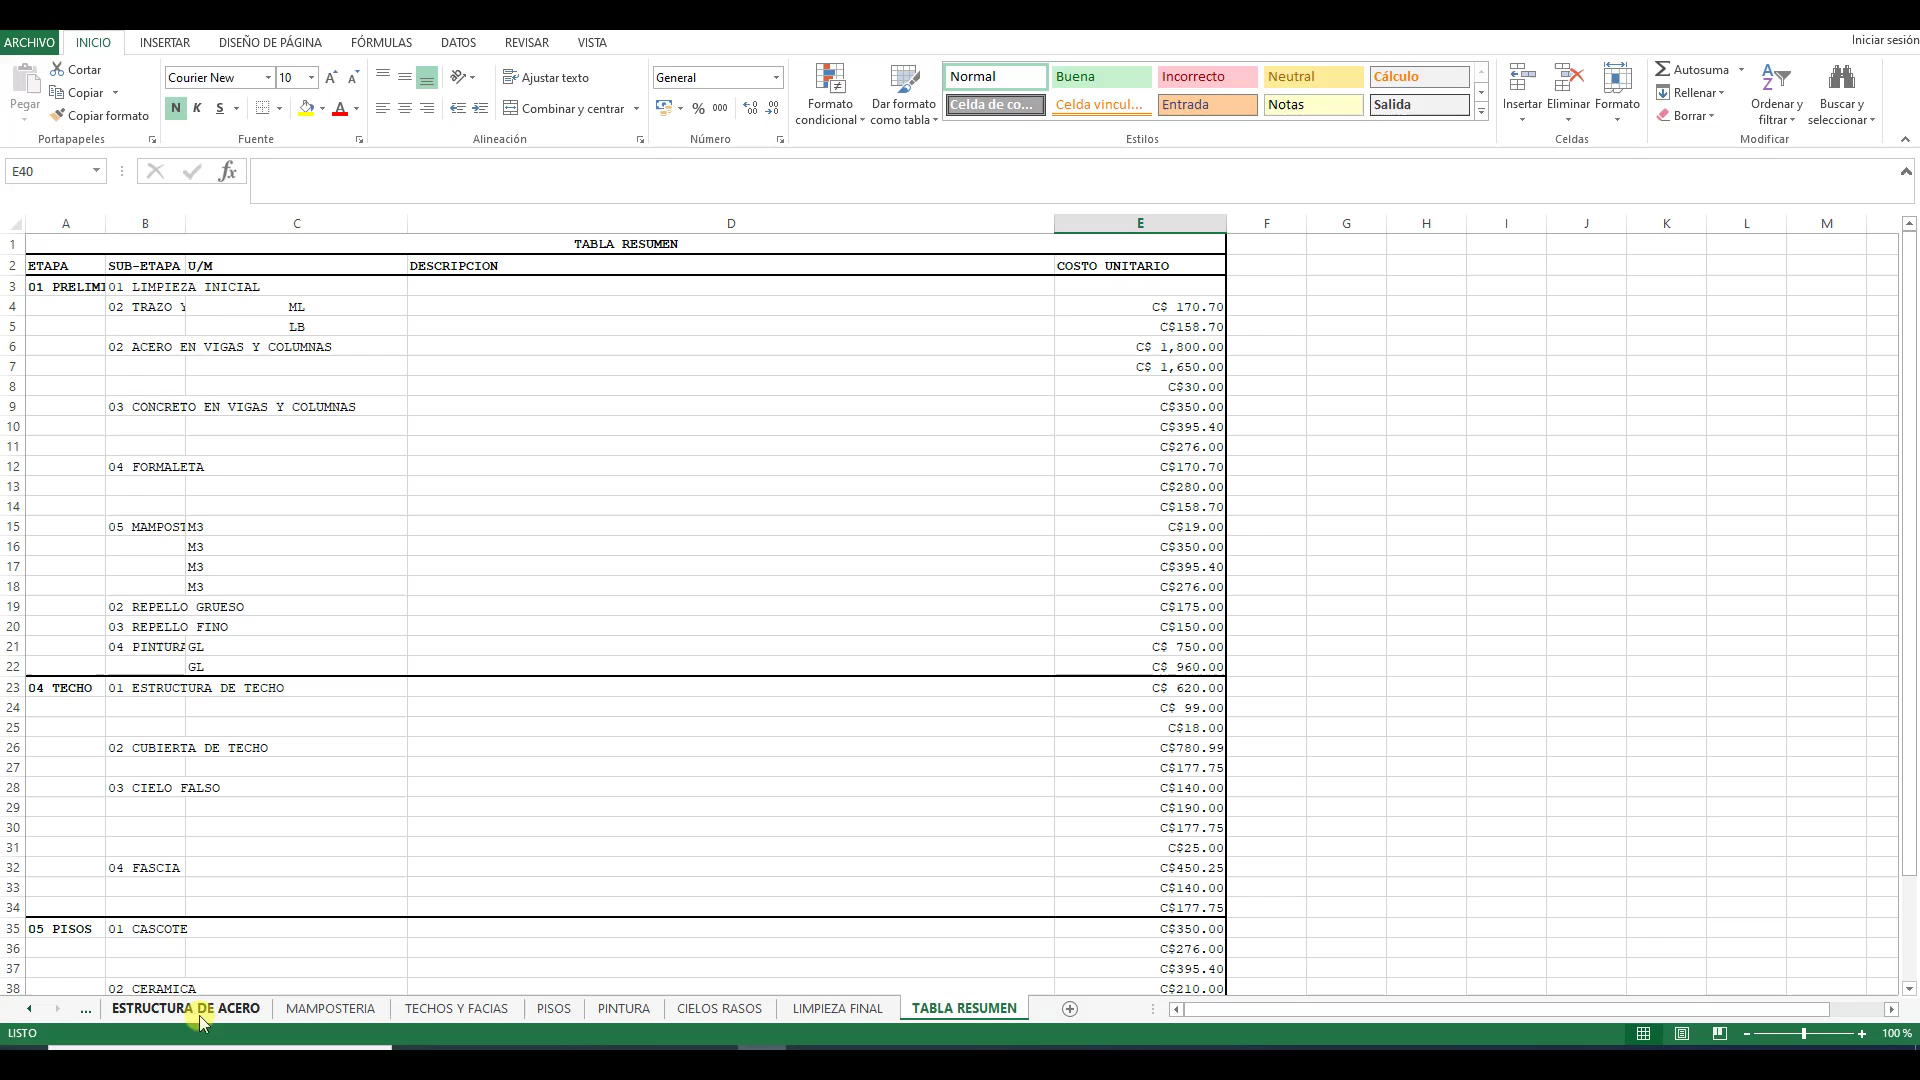 Iniciar sesión
ARCHIVO INICIO INSERTAR DISEÑO DE PÁGINA FÓRMULAS DATOS REVISAR VISTA
Pegar
Cortar
Copiar
Copiar formato
Portapapeles
Courier New 10
N K S
Fuente
Ajustar texto
Combinar y centrar
Alineación
General
% 000
Número
Formato condicional
Dar formato como tabla
Normal Buena Incorrecto Neutral Cálculo
Celda de co... Celda vincul... Entrada Notas Salida
Estilos
Insertar Eliminar Formato
Celdas
Autosuma
Rellenar
Borrar
Ordenar y filtrar
Buscar y seleccionar
Modificar
E40 fx
A B C D E F G H I J K L M
1 TABLA RESUMEN
2 ETAPA SUB-ETAPA U/M DESCRIPCION COSTO UNITARIO
3 01 PRELIMI 01 LIMPIEZA INICIAL
4 02 TRAZO Y ML C$ 170.70
5 LB C$158.70
6 02 ACERO EN VIGAS Y COLUMNAS C$ 1,800.00
7 C$ 1,650.00
8 C$30.00
9 03 CONCRETO EN VIGAS Y COLUMNAS C$350.00
10 C$395.40
11 C$276.00
12 04 FORMALETA C$170.70
13 C$280.00
14 C$158.70
15 05 MAMPOST M3 C$19.00
16 M3 C$350.00
17 M3 C$395.40
18 M3 C$276.00
19 02 REPELLO GRUESO C$175.00
20 03 REPELLO FINO C$150.00
21 04 PINTURA GL C$ 750.00
22 GL C$ 960.00
23 04 TECHO 01 ESTRUCTURA DE TECHO C$ 620.00
24 C$ 99.00
25 C$18.00
26 02 CUBIERTA DE TECHO C$780.99
27 C$177.75
28 03 CIELO FALSO C$140.00
29 C$190.00
30 C$177.75
31 C$25.00
32 04 FASCIA C$450.25
33 C$140.00
34 C$177.75
35 05 PISOS 01 CASCOTE C$350.00
36 C$276.00
37 C$395.40
38 02 CERAMICA C$210.00
... ESTRUCTURA DE ACERO MAMPOSTERIA TECHOS Y FACIAS PISOS PINTURA CIELOS RASOS LIMPIEZA FINAL TABLA RESUMEN
LISTO 100 %